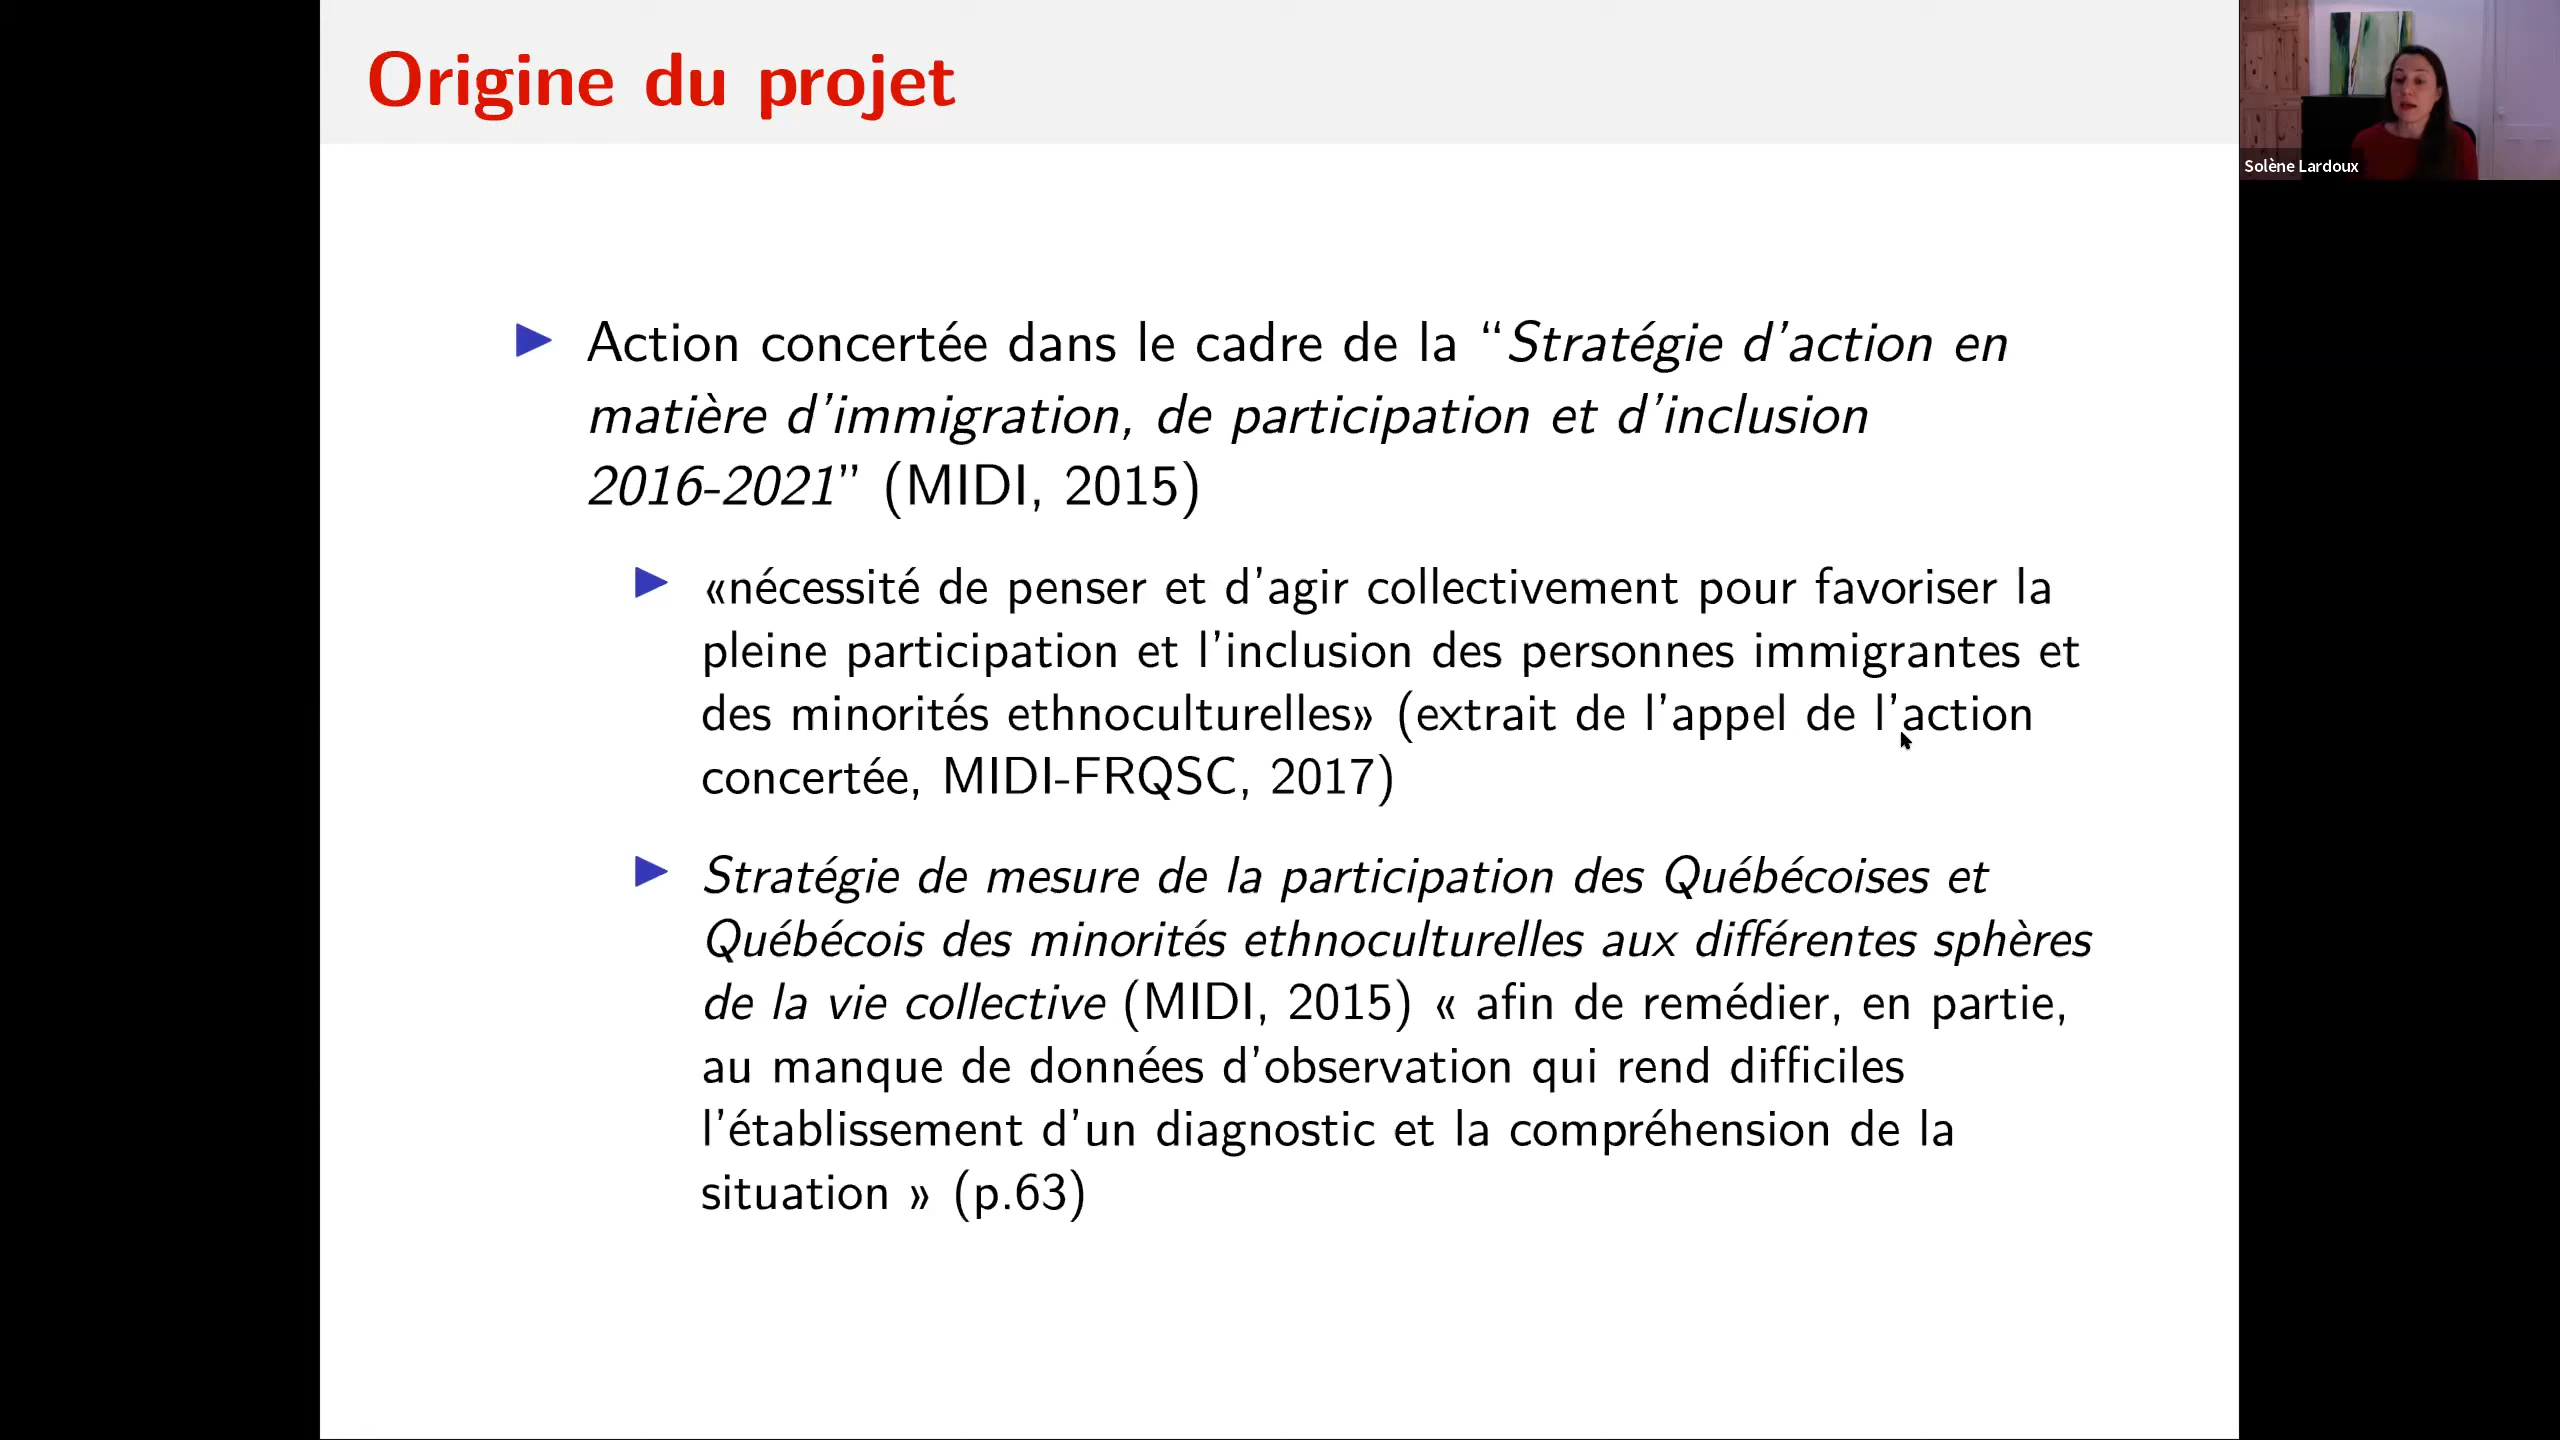 Origine du projet
Solène Lardoux
Action concertée dans le cadre de la “Stratégie d’action en
matière d’immigration, de participation et d’inclusion
2016-2021” (MIDI, 2015)
«nécessité de penser et d’agir collectivement pour favoriser la
pleine participation et l’inclusion des personnes immigrantes et
des minorités ethnoculturelles» (extrait de l’appel de l’action
concertée, MIDI-FRQSC, 2017)
Stratégie de mesure de la participation des Québécoises et
Québécois des minorités ethnoculturelles aux différentes sphères
de la vie collective (MIDI, 2015) « afin de remédier, en partie,
au manque de données d’observation qui rend difficiles
l’établissement d’un diagnostic et la compréhension de la
situation » (p.63)